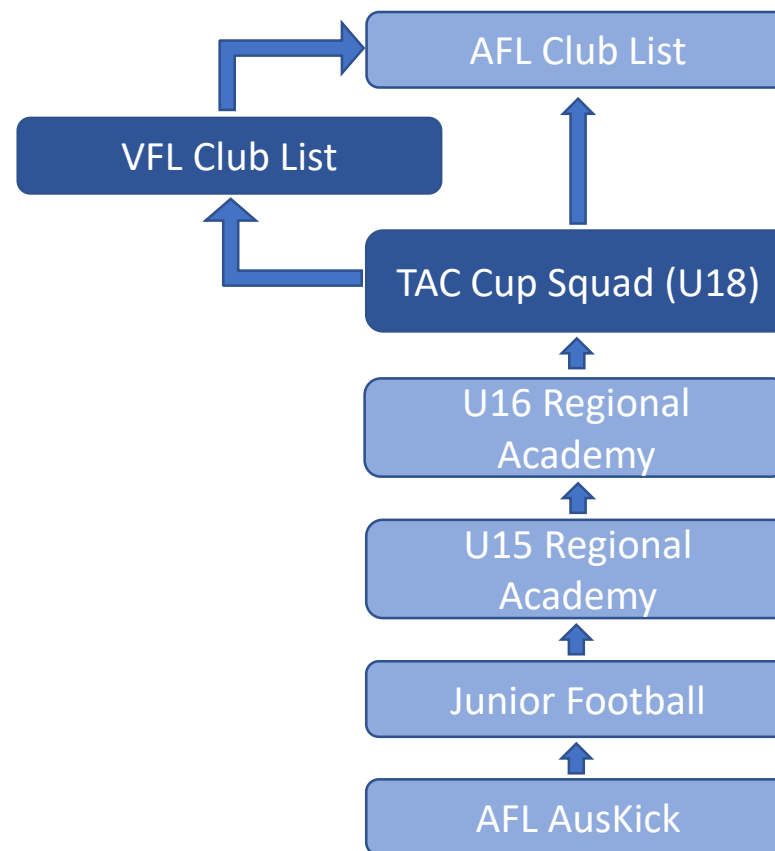 AFL Club List
VFL Club List
TAC Cup Squad (U18)
U16 Regional
Academy
U15 Regional
Academy
Junior Football
AFL AusKick